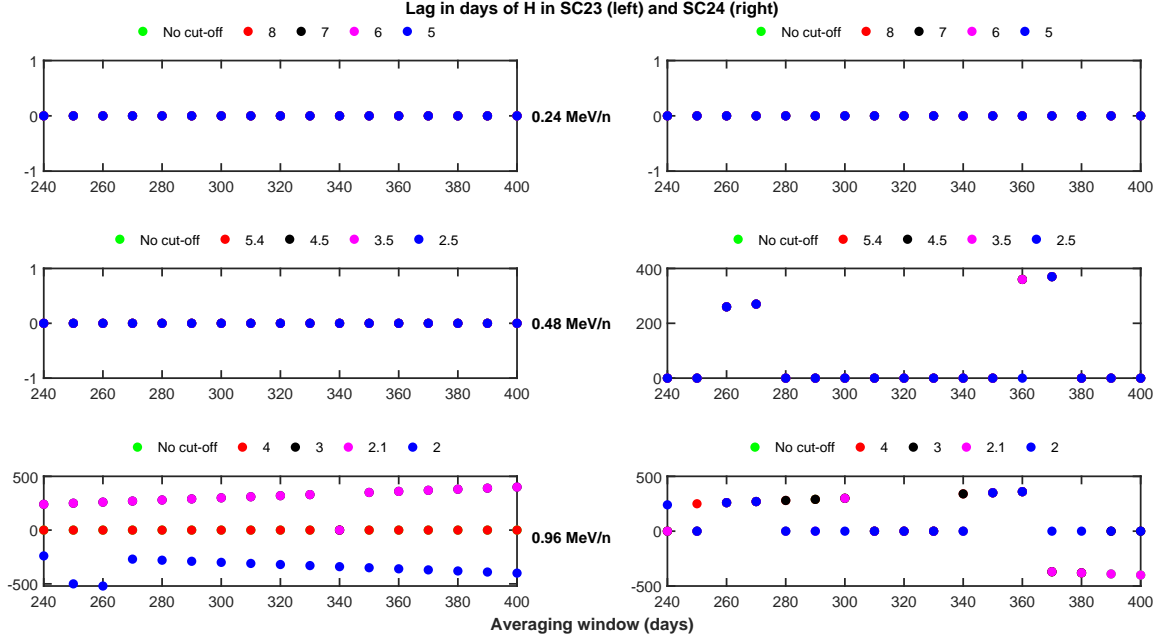 Lag in days of H in SC23 (left) and SC24 (right)
No cut-off 8 7 6 5
No cut-off 8 7 6 5
1
0
-1
240 260 280 300 320 340 360 380 400
0.24 MeV/n
1
0
-1
240 260 280 300 320 340 360 380 400
No cut-off 5.4 4.5 3.5 2.5
No cut-off 5.4 4.5 3.5 2.5
1
0
-1
240 260 280 300 320 340 360 380 400
0.48 MeV/n
400
200
0
240 260 280 300 320 340 360 380 400
No cut-off 4 3 2.1 2
No cut-off 4 3 2.1 2
500
0
-500
240 260 280 300 320 340 360 380 400
0.96 MeV/n
500
0
-500
240 260 280 300 320 340 360 380 400
Averaging window (days)